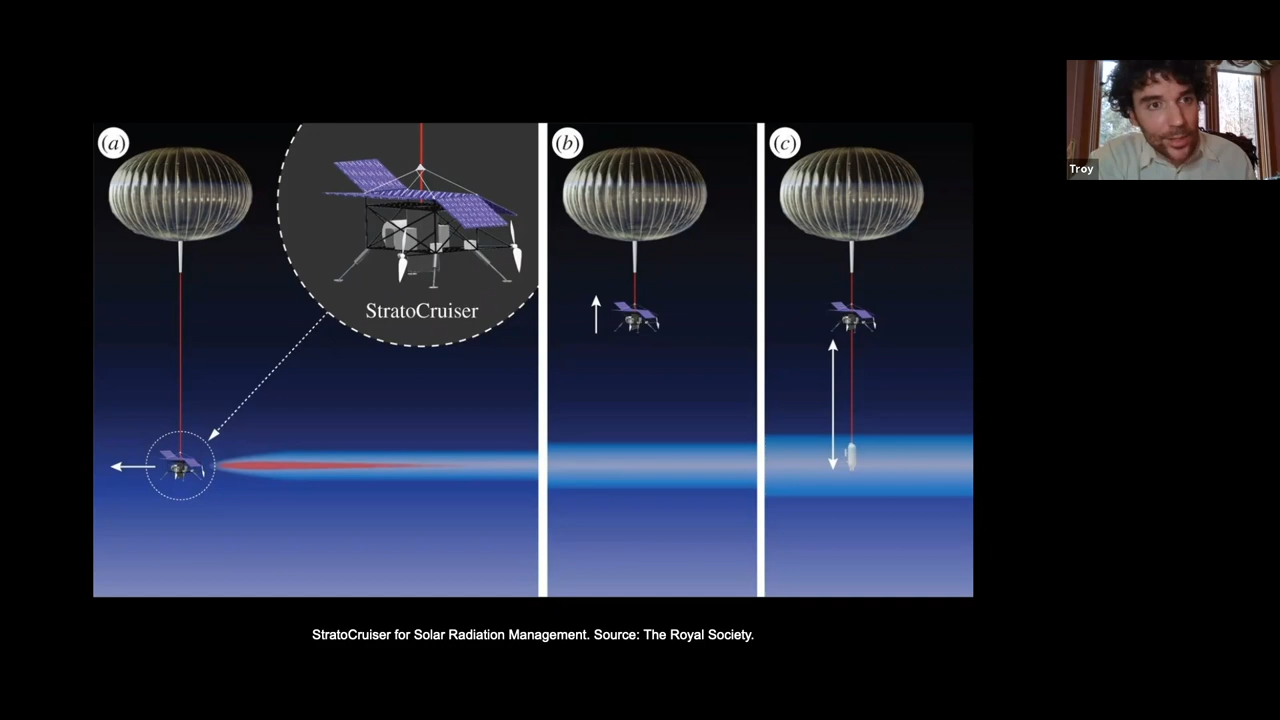 (a)
StratoCruiser
(b)
(c)
Troy
StratoCruiser for Solar Radiation Management. Source: The Royal Society.